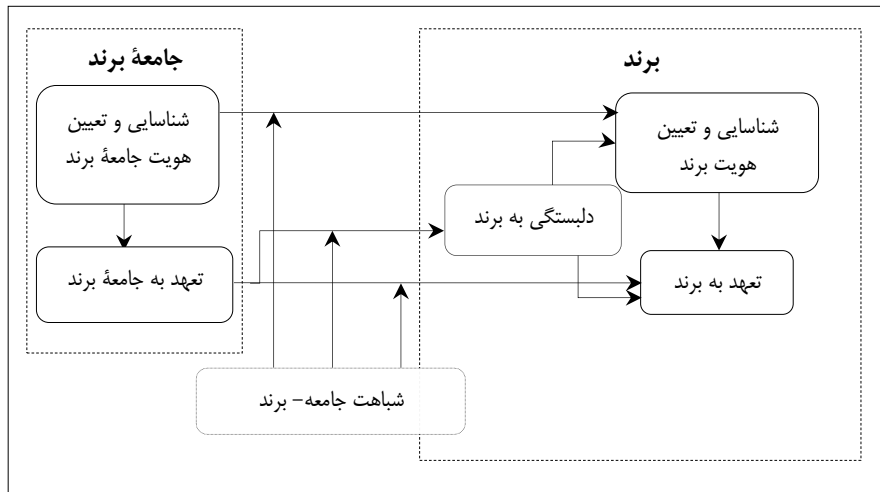 جامعهٔ برند
برند
شناسایی و تعیین
هویت جامعهٔ برند
شناسایی و تعیین
هویت برند
دلبستگی به برند
تعهد به جامعهٔ برند
تعهد به برند
شباهت جامعه- برند